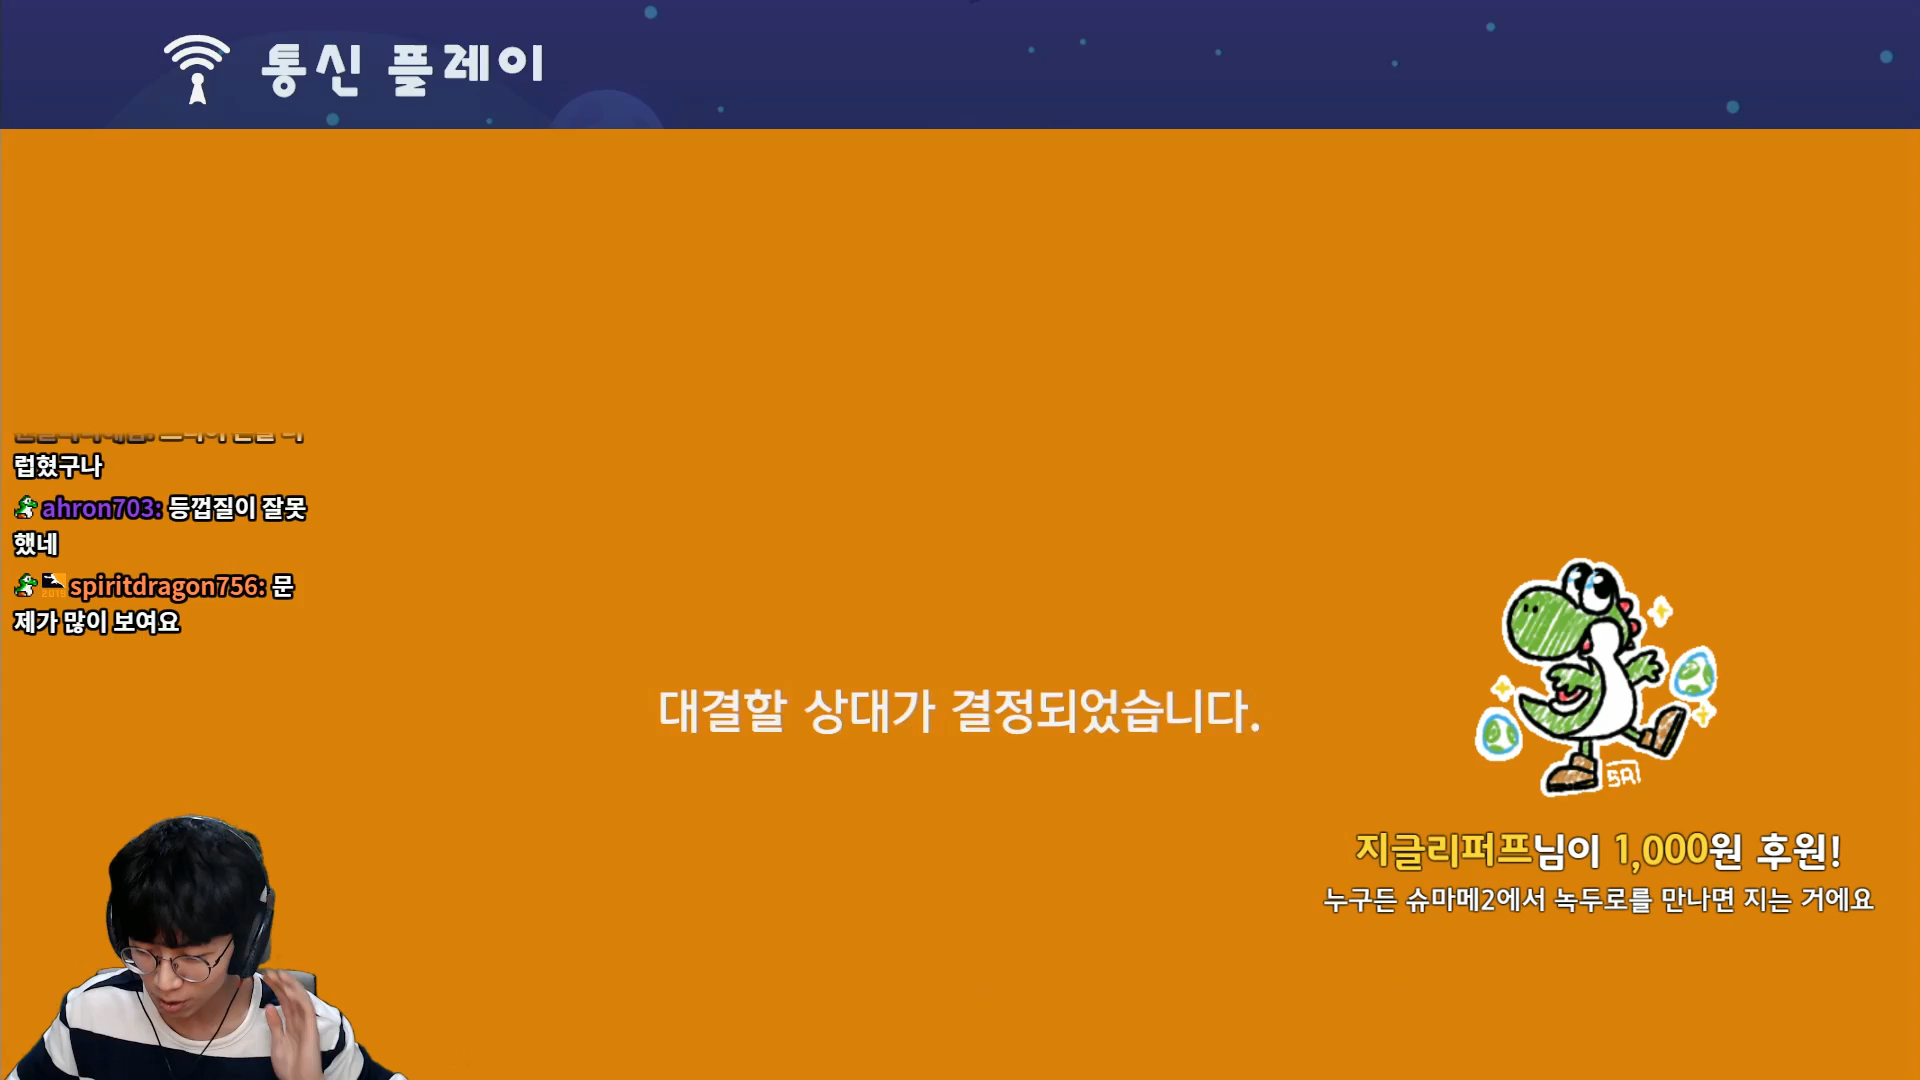 통신 플레이
럽혔구나
ahron703: 등껍질이 잘못
했네
spiritdragon756: 문
제가 많이 보여요
대결할 상대가 결정되었습니다.
SAI
지글리퍼프님이 1,000원 후원!
누구든 슈마메2에서 녹두로를 만나면 지는 거에요